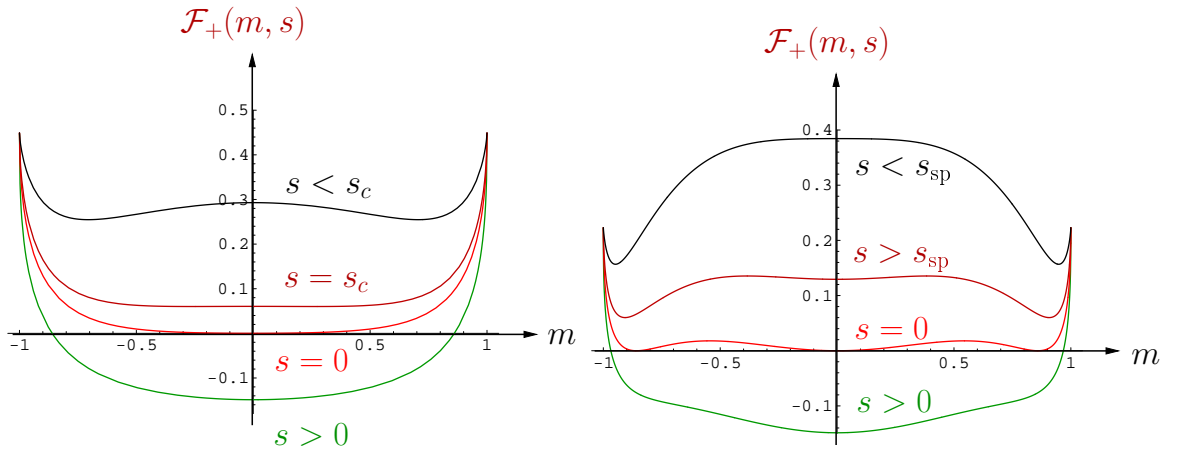 𝓕₊(m, s)
0.5
0.4
s < s_c
0.3
0.2
s = s_c
0.1
-1 -0.5 0.5 1 m
s = 0
-0.1
s > 0
𝓕₊(m, s)
0.4
s < s_sp
0.3
0.2
s > s_sp
0.1
s = 0
-1 -0.5 0.5 1 m
-0.1
s > 0